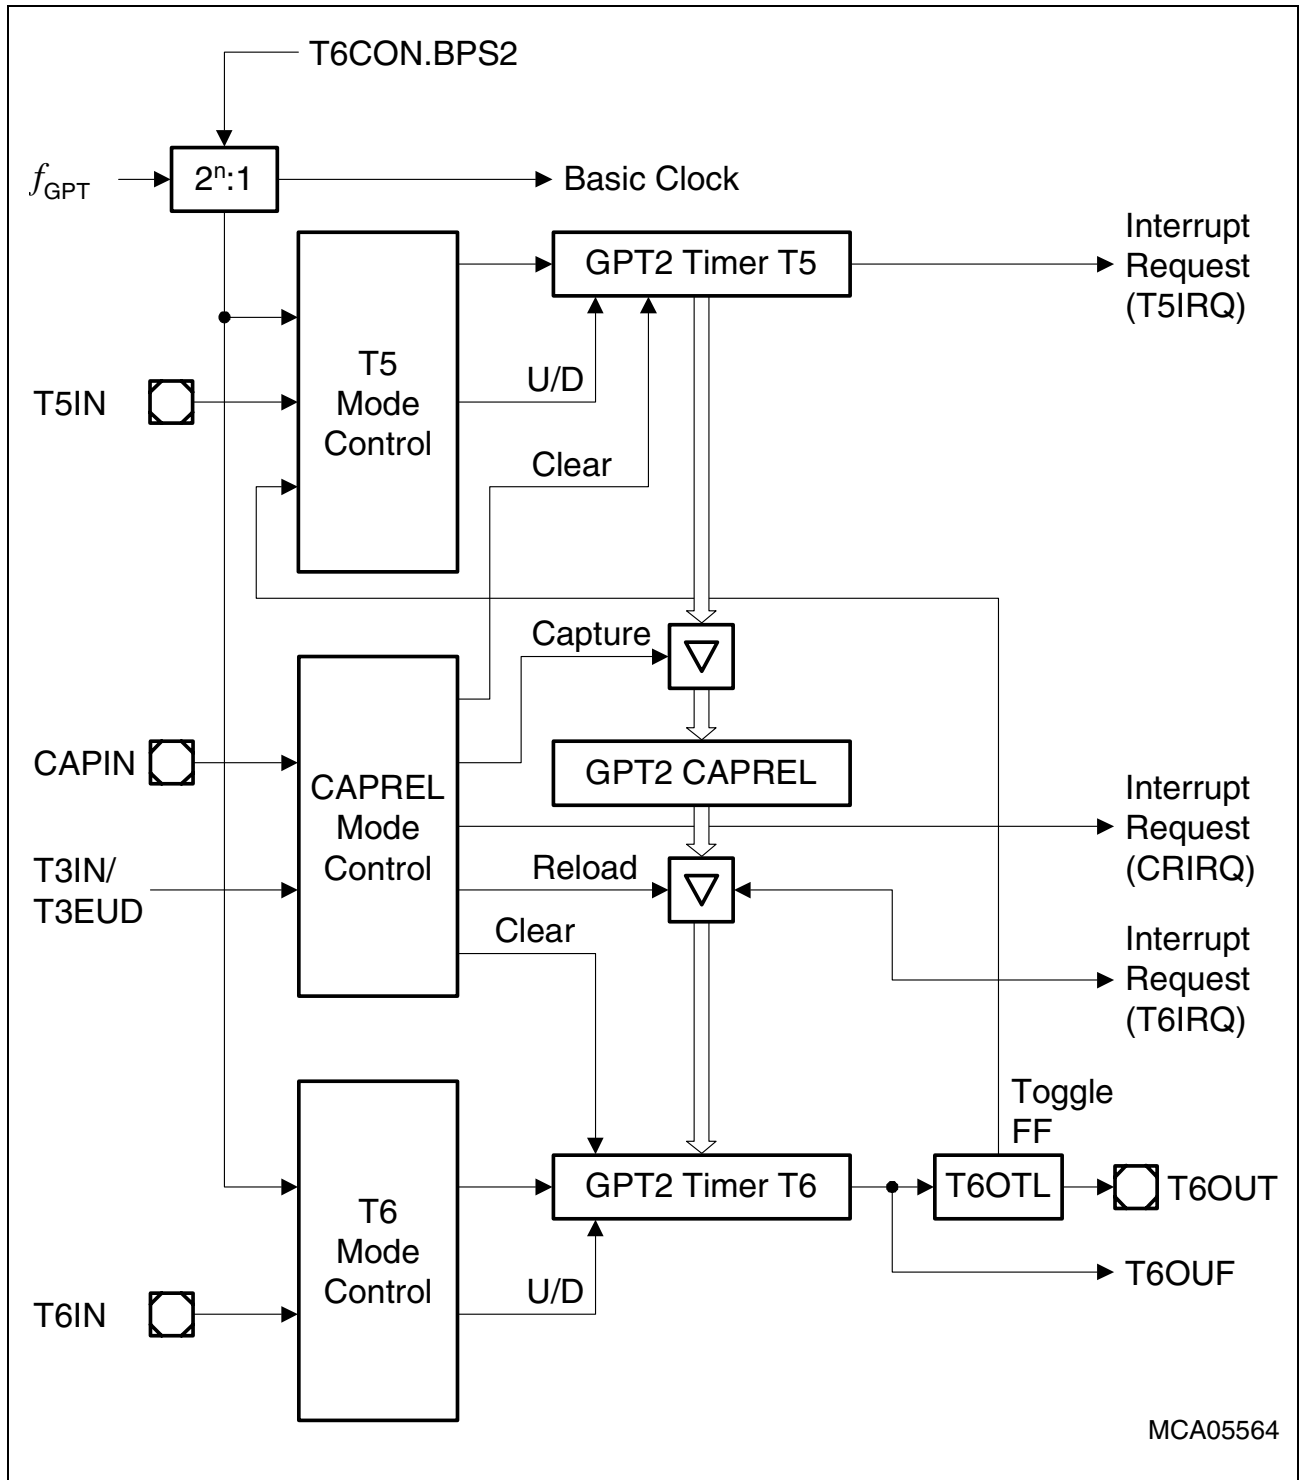 T6CON.BPS2
fGPT
2n:1
Basic Clock
GPT2 Timer T5
Interrupt
Request
(T5IRQ)
T5
Mode
Control
T5IN
U/D
Clear
Capture
CAPIN
CAPREL
Mode
Control
GPT2 CAPREL
Interrupt
Request
(CRIRQ)
T3IN/
T3EUD
Reload
Clear
Interrupt
Request
(T6IRQ)
Toggle
FF
T6
Mode
Control
GPT2 Timer T6
T6OTL
T6OUT
T6IN
U/D
T6OUF
MCA05564